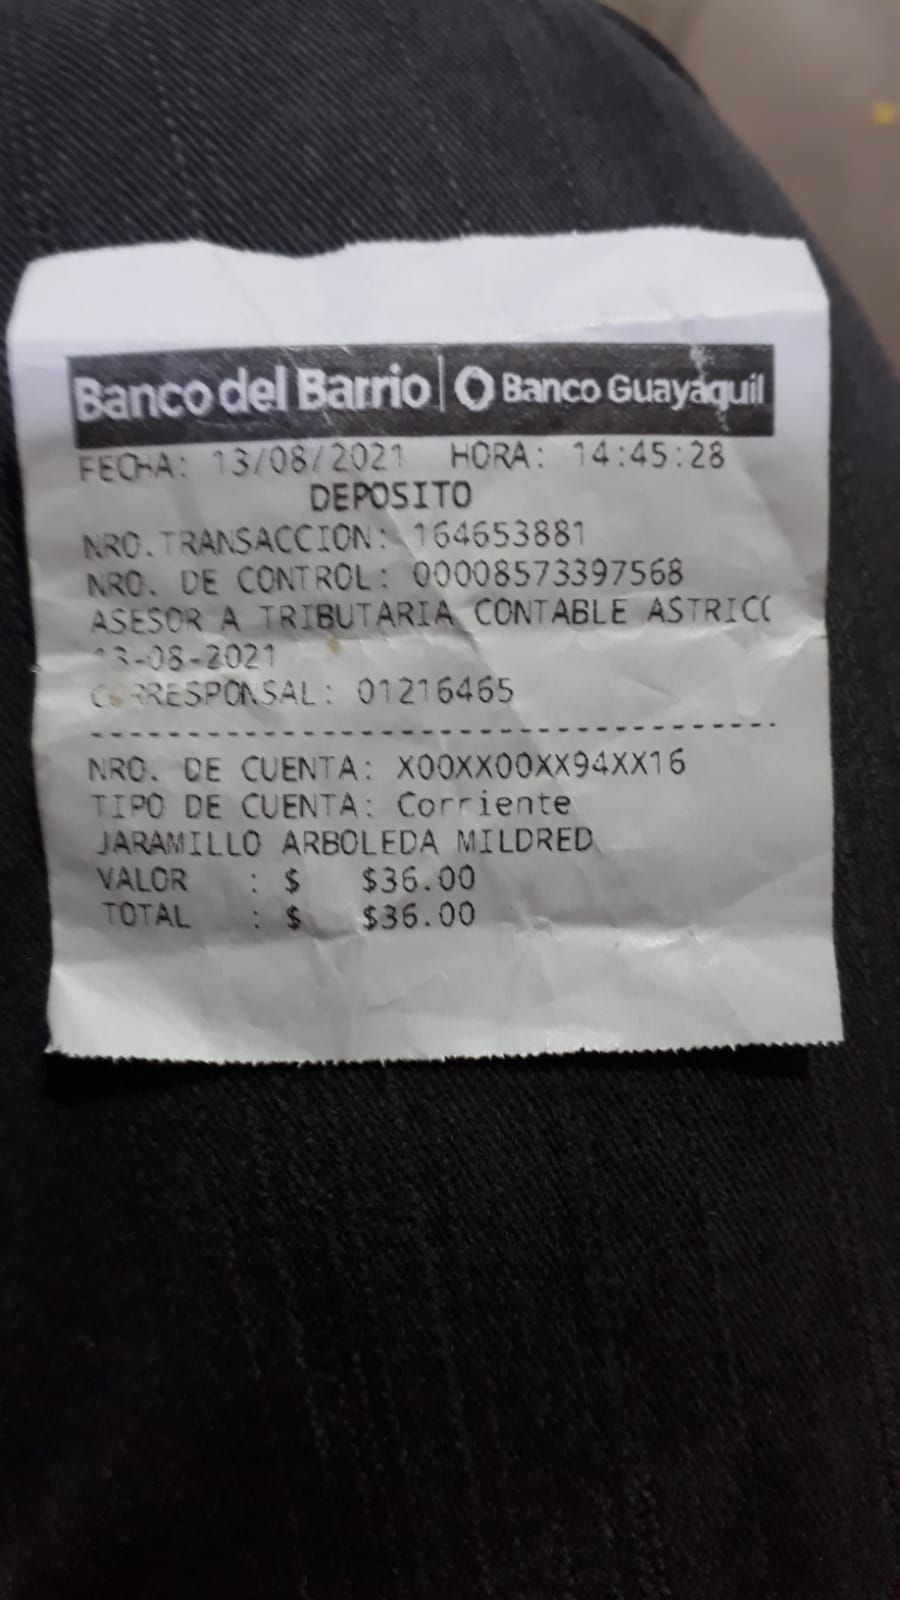 Banco del Barrio | Banco Guayaquil
FECHA: 13/08/2021 HORA: 14:45:28
DEPOSITO
NRO.TRANSACCION: 164653881
NRO. DE CONTROL: 00008573397568
ASESOR A TRIBUTARIA CONTABLE ASTRICC
13-08-2021
CORRESPONSAL: 01216465
NRO. DE CUENTA: X00XX00XX94XX16
TIPO DE CUENTA: Corriente
JARAMILLO ARBOLEDA MILDRED
VALOR : $ $36.00
TOTAL : $ $36.00